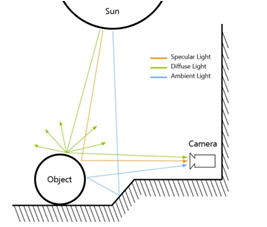 Sun
Specular Light
Diffuse Light
Ambient Light
Camera
Object